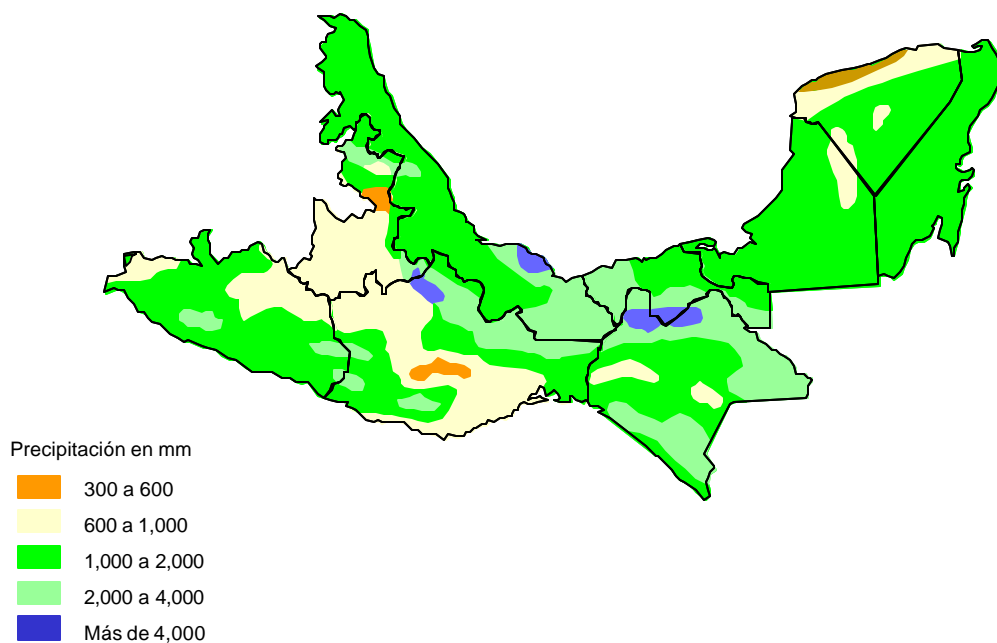 Precipitación en mm
300 a 600
600 a 1,000
1,000 a 2,000
2,000 a 4,000
Más de 4,000